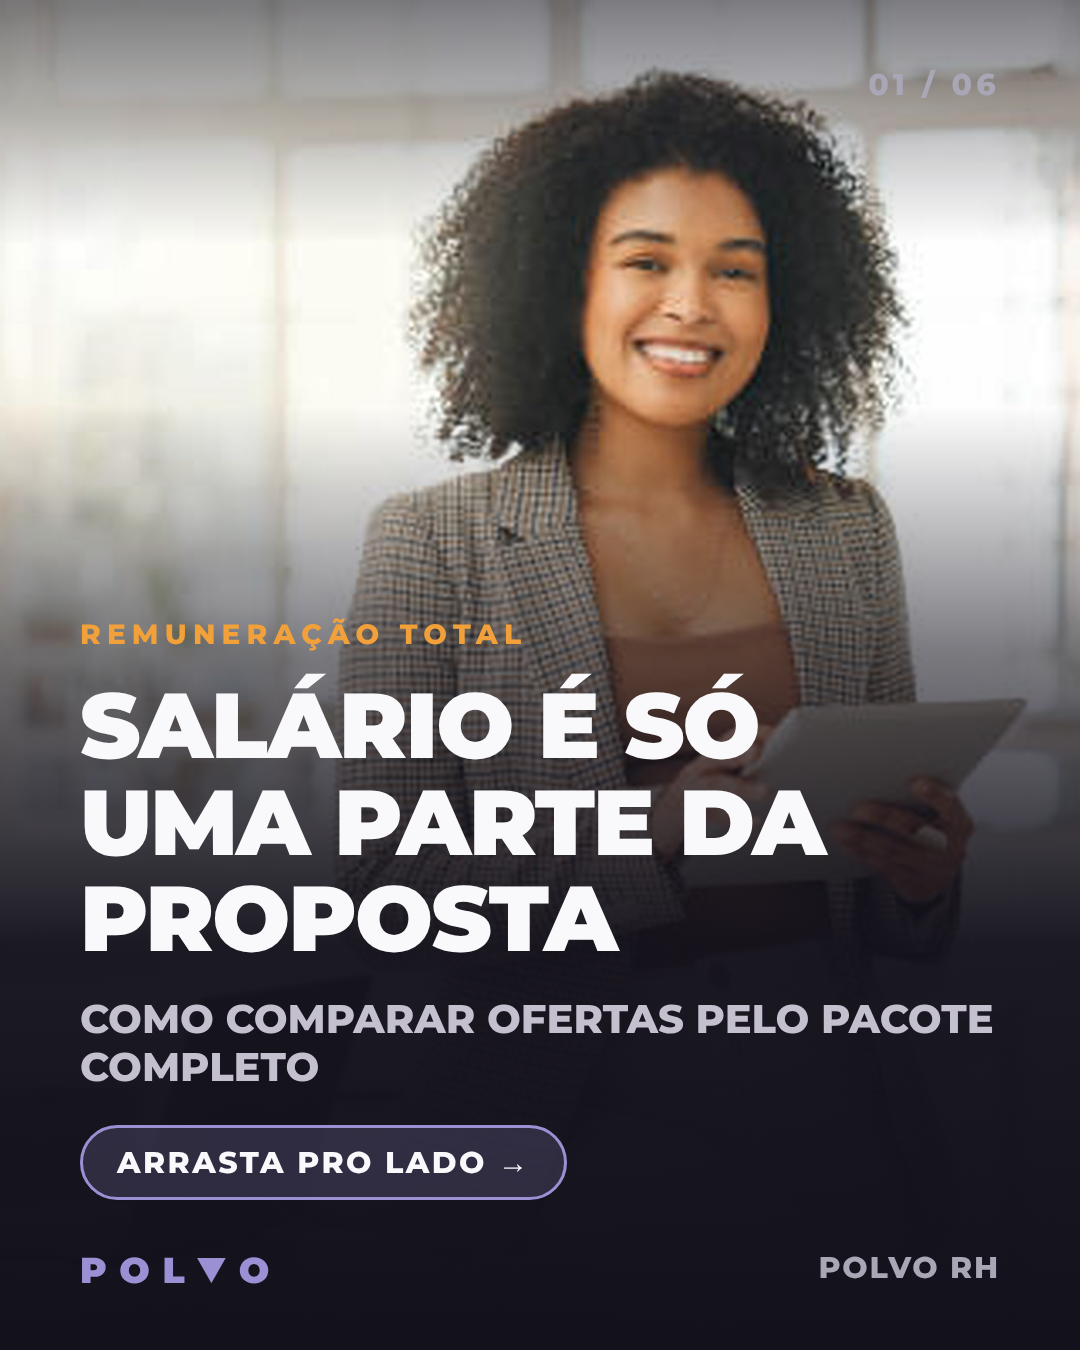 01 / 06
REMUNERAÇÃO TOTAL
SALÁRIO É SÓ
UMA PARTE DA
PROPOSTA
COMO COMPARAR OFERTAS PELO PACOTE
COMPLETO
ARRASTA PRO LADO →
POLVO
POLVO RH